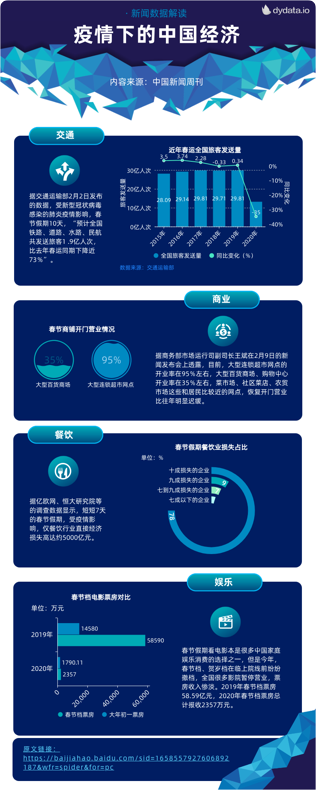 dydata.io
· 新闻数据解读
疫情下的中国经济
内容来源：中国新闻周刊
交通
据交通运输部2月2日发布
的数据，受新型冠状病毒
感染的肺炎疫情影响，春
节假期10天，“预计全国
铁路、道路、水路、民航
共发送旅客1.9亿人次，
比去年春运同期下降近
73%”。
近年春运全国旅客发送量
3.5 3.74 2.28 -0.33 0.34
30亿人次 0%
20亿人次 -10%
10亿人次 -20%
0亿人次 -30%
-40%
旅客发送量
同比变化
28.09 29.14 29.81 29.71 29.81
2015年 2016年 2017年 2018年 2019年 2020年
全国旅客发送量 同比变化（%）
数据来源：交通运输部
商业
春节商铺开门营业情况
35% 95%
大型百货商场 大型连锁超市网点
据商务部市场运行司副司长王斌在2月9日的新
闻发布会上透露，目前，大型连锁超市网点的
开业率在95%左右，大型百货商场、购物中心
开业率在35%左右，菜市场、社区菜店、农贸
市场这些和居民比较近的网点，恢复开门营业
比往年明显迟缓。
餐饮
据亿欧网、恒大研究院等
的调查数据显示，短短7天
的春节假期，受疫情影
响，仅餐饮行业直接经济
损失高达约5000亿元。
春节假期餐饮业损失占比
单位：%
十成损失的企业
九成损失的企业
七到九成损失的企业
七成以下的企业
78
9
7
娱乐
春节档电影票房对比
单位：万元
2019年
14580
58590
2020年
1790.11
2357
0 20,000 40,000 60,000
春节档票房 大年初一票房
春节假期看电影本是很多中国家庭
娱乐消费的选择之一，但是今年，
春节档、贺岁档在临上院线前纷纷
撤档，全国很多影院暂停营业，票
房收入惨淡。2019年春节档票房
58.59亿元，2020年春节档票房总
计报收2357万元。
原文链接：
https://baijiahao.baidu.com/sid=1658557927606892
187&wfr=spider&for=pc